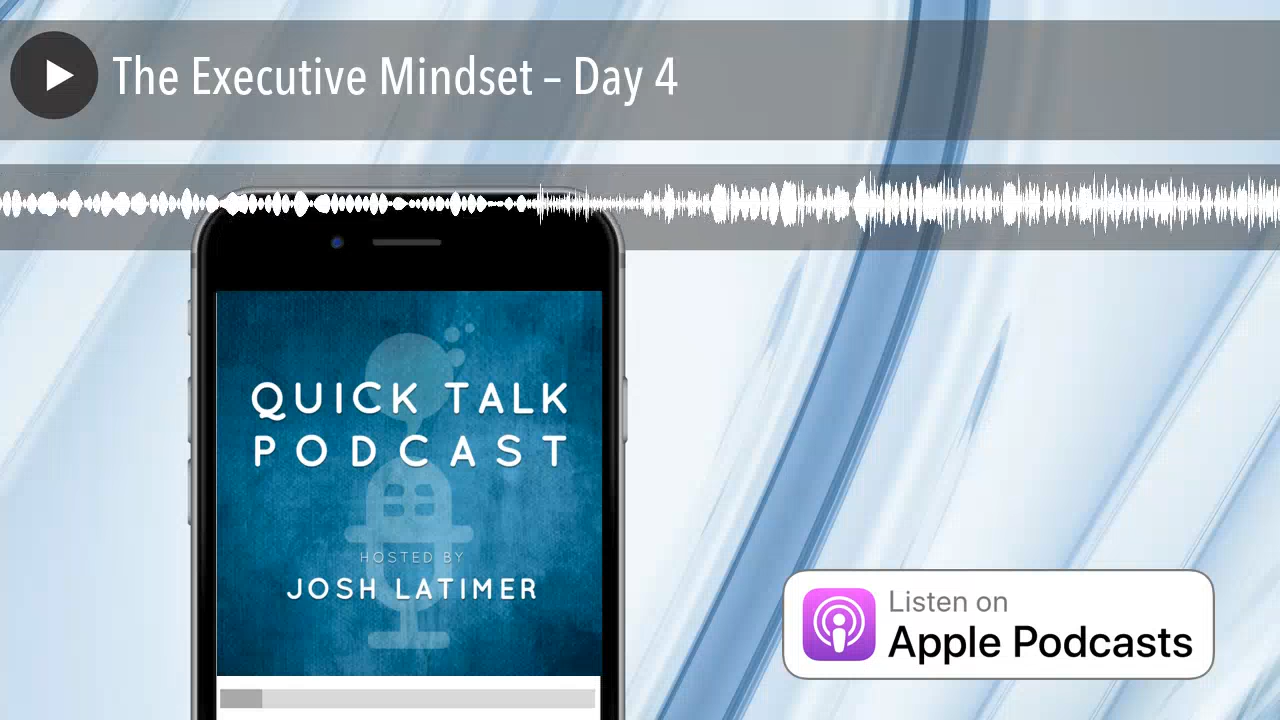 The Executive Mindset – Day 4
QUICK TALK
PODCAST
HOSTED BY
JOSH LATIMER
Listen on
Apple Podcasts